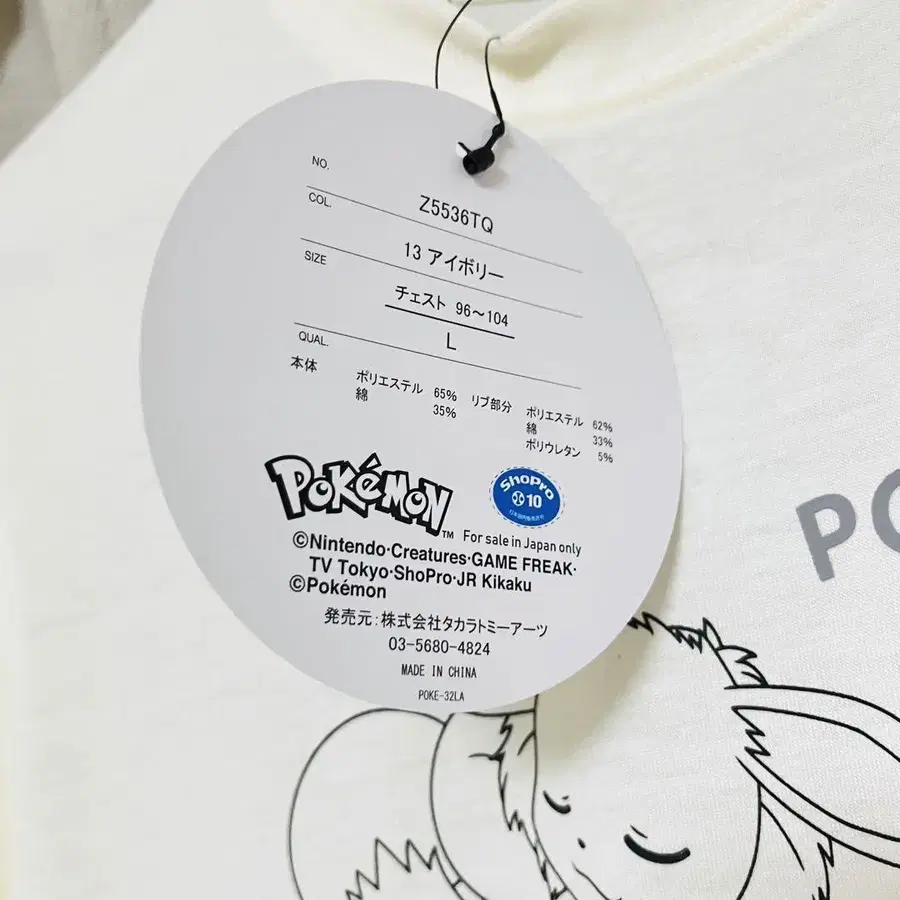 NO.
Z5536TQ
COL.
13 アイボリー
SIZE
チェスト 96～104
L
QUAL.
本体 ポリエステル 65% リブ部分 ポリエステル 62%
綿 35% 綿 33%
ポリウレタン 5%
POKéMON™
ShoPro
10
For sale in Japan only
©Nintendo・Creatures・GAME FREAK・
TV Tokyo・ShoPro・JR Kikaku
©Pokémon
発売元：株式会社タカラトミーアーツ
03-5680-4824
MADE IN CHINA
POKE-32LA
PO